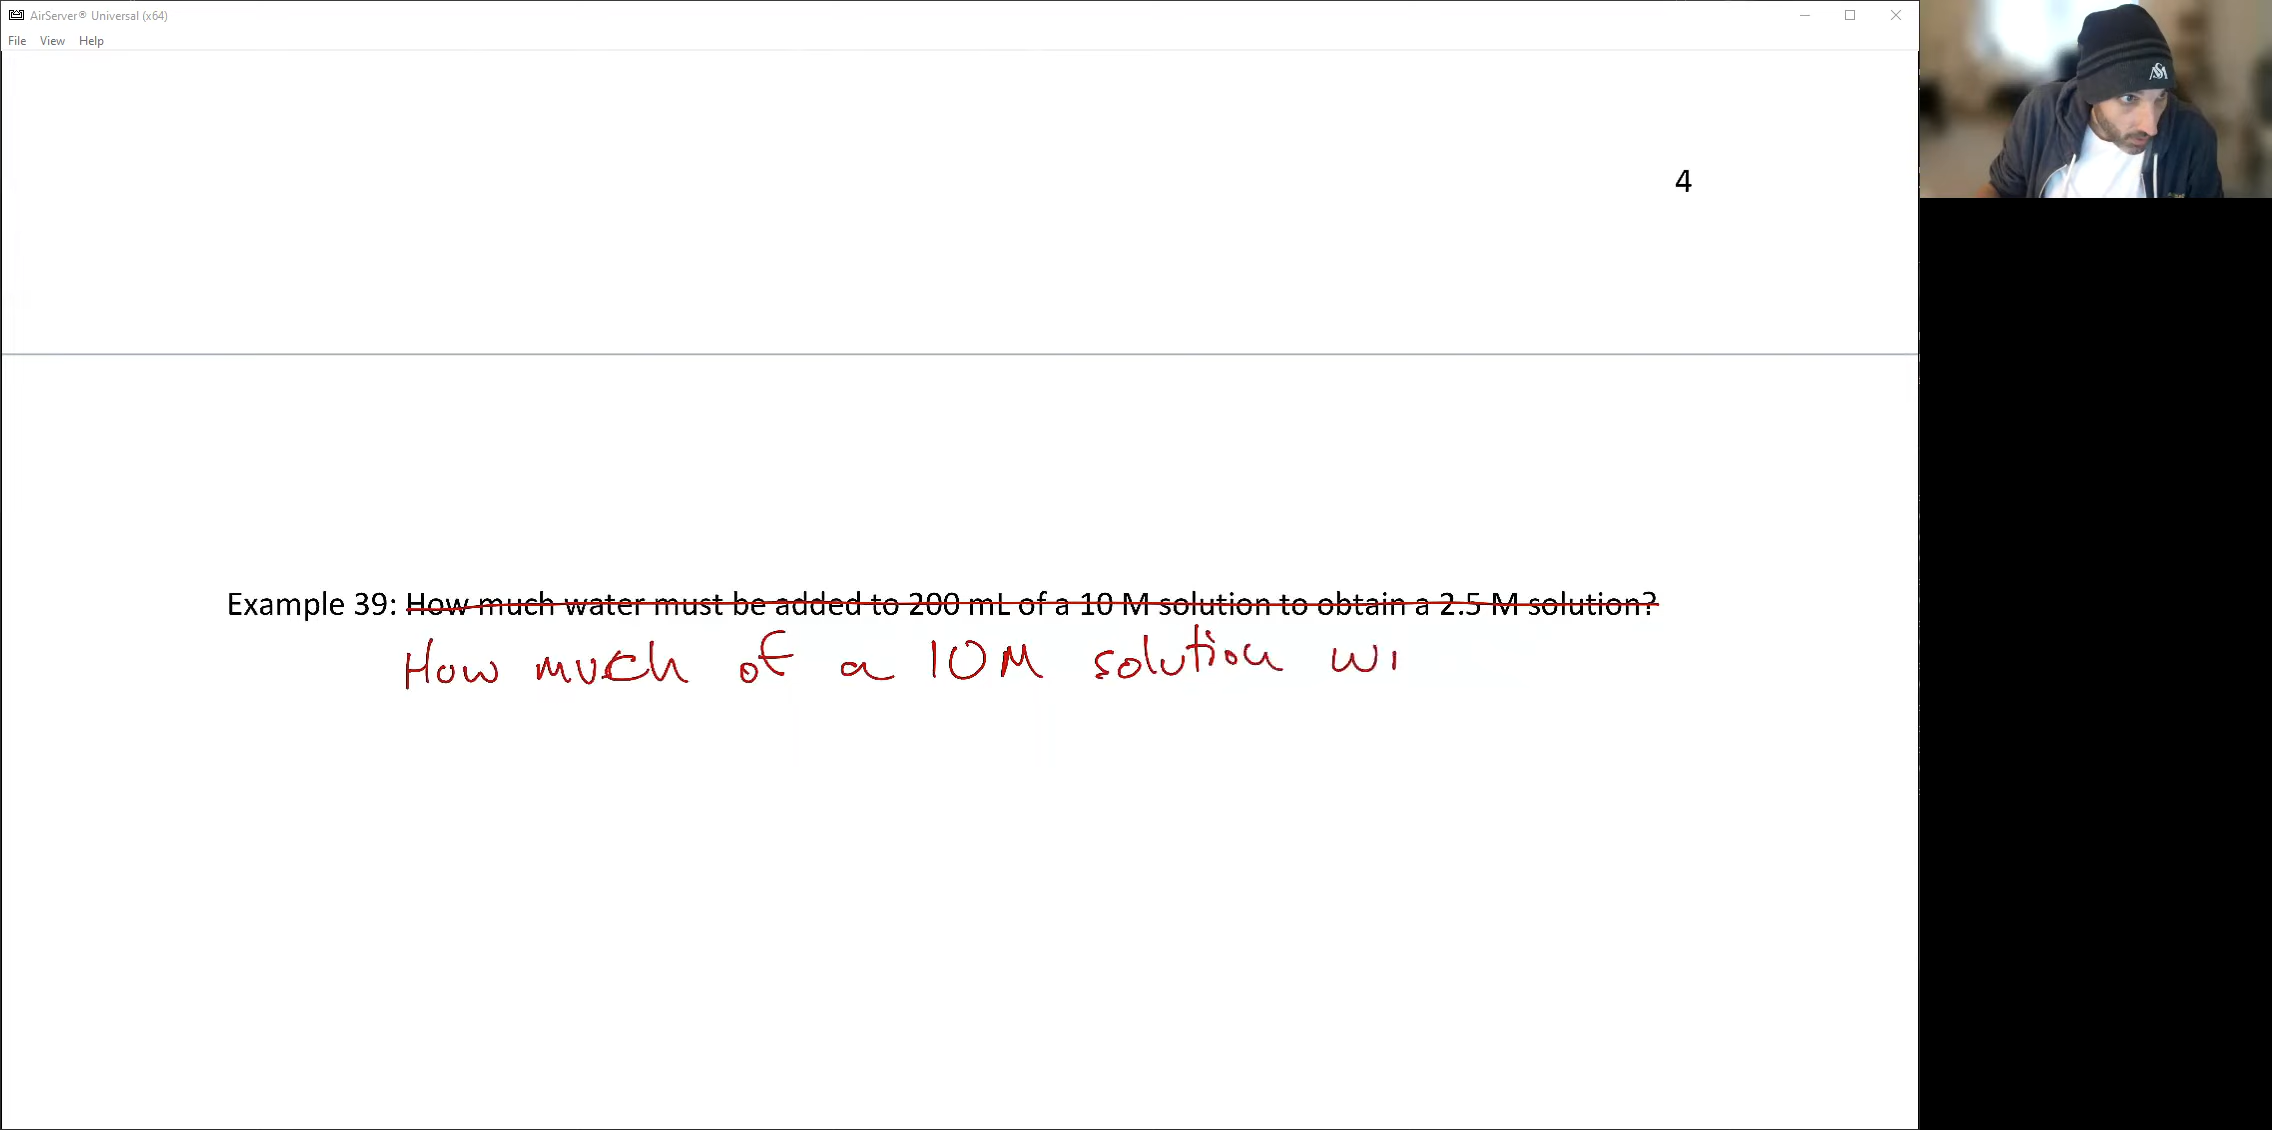 AirServer® Universal (x64)
File View Help
4
Example 39: How much water must be added to 200 mL of a 10 M solution to obtain a 2.5 M solution?
How much of a 10M solution wi